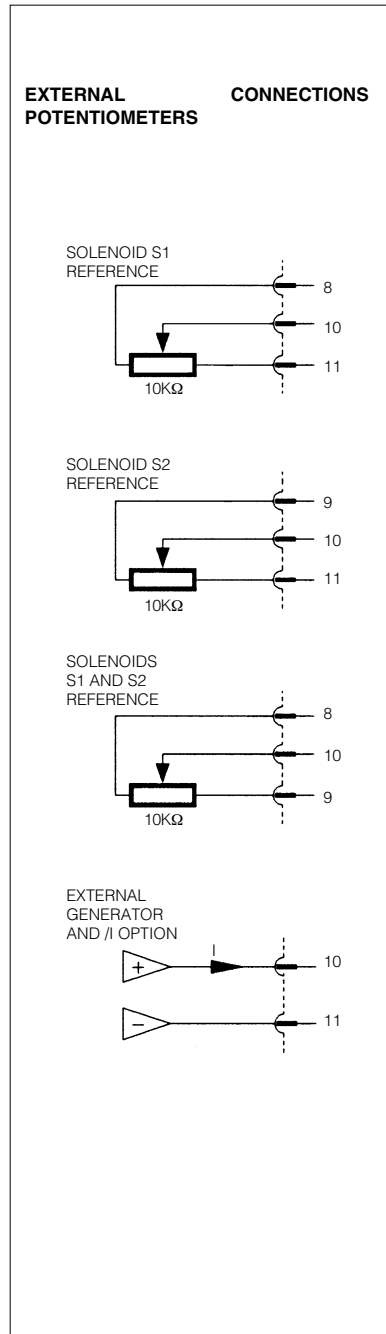 EXTERNAL CONNECTIONS
POTENTIOMETERS
SOLENOID S1
REFERENCE
8
10
11
10KΩ
SOLENOID S2
REFERENCE
9
10
11
10KΩ
SOLENOIDS
S1 AND S2
REFERENCE
8
10
9
10KΩ
EXTERNAL
GENERATOR
AND /I OPTION
I
+
10
−
11